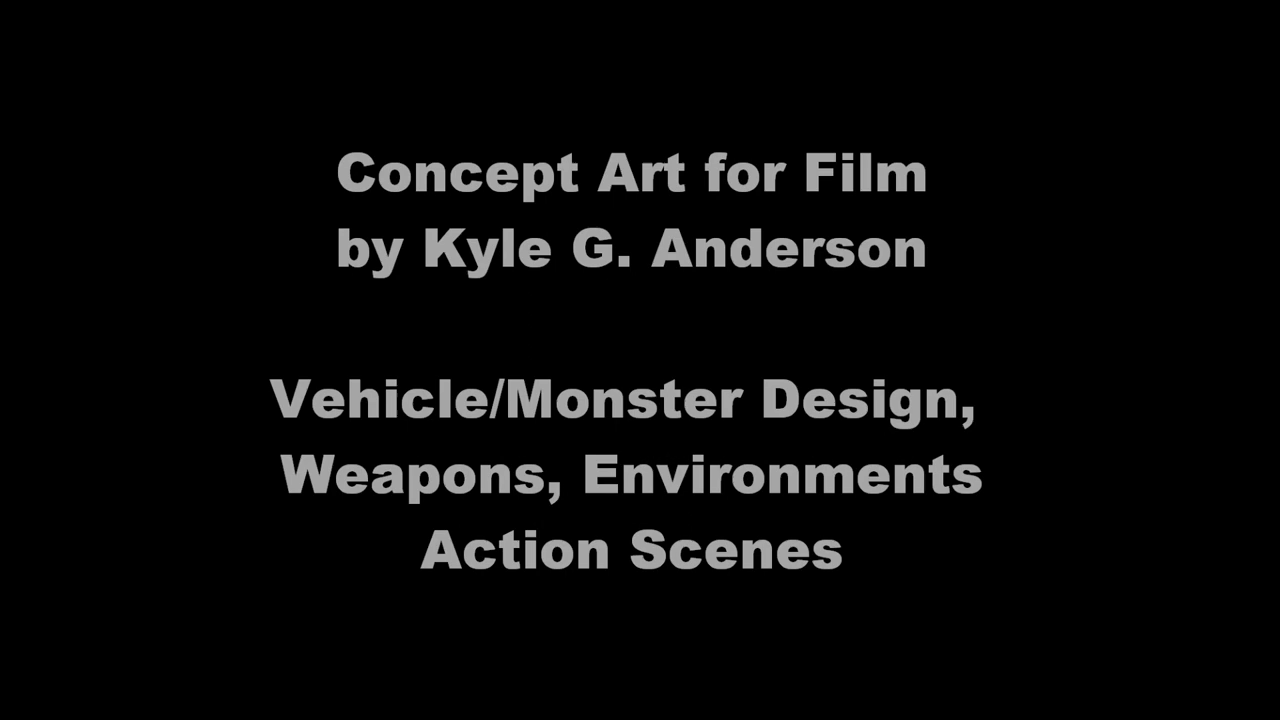 Concept Art for Film
by Kyle G. Anderson
Vehicle/Monster Design,
Weapons, Environments
Action Scenes